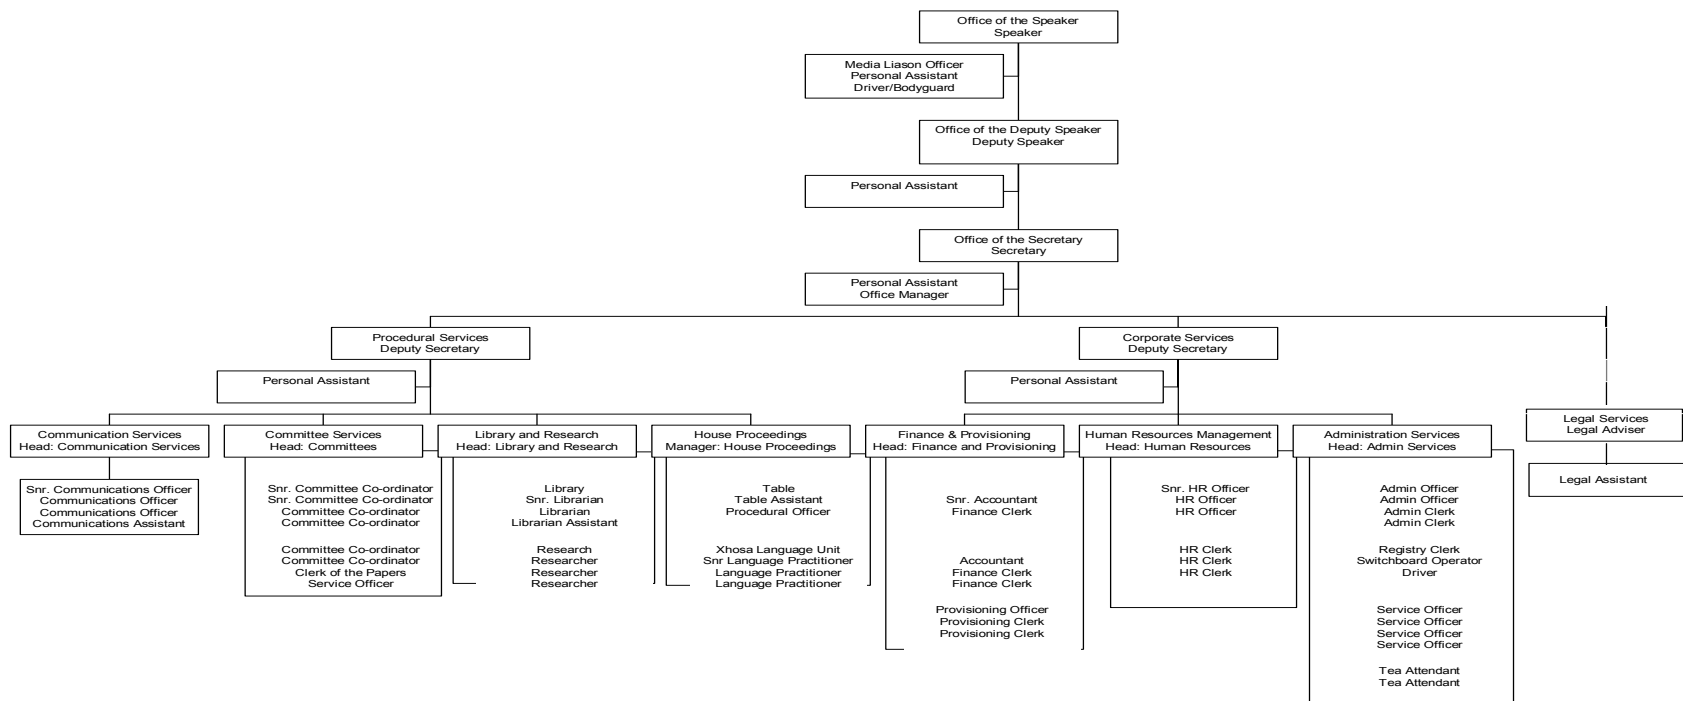 Office of the Speaker
Speaker
Media Liason Officer
Personal Assistant
Driver/Bodyguard
Office of the Deputy Speaker
Deputy Speaker
Personal Assistant
Office of the Secretary
Secretary
Personal Assistant
Office Manager
Procedural Services
Deputy Secretary
Personal Assistant
Corporate Services
Deputy Secretary
Personal Assistant
Communication Services
Head: Communication Services
Snr. Communications Officer
Communications Officer
Communications Officer
Communications Assistant
Committee Services
Head: Committees
Snr. Committee Co-ordinator
Snr. Committee Co-ordinator
Committee Co-ordinator
Committee Co-ordinator
Committee Co-ordinator
Committee Co-ordinator
Clerk of the Papers
Service Officer
Library and Research
Head: Library and Research
Library
Snr. Librarian
Librarian
Librarian Assistant
Research
Researcher
Researcher
Researcher
House Proceedings
Manager: House Proceedings
Table
Table Assistant
Procedural Officer
Xhosa Language Unit
Snr Language Practitioner
Language Practitioner
Language Practitioner
Finance & Provisioning
Head: Finance and Provisioning
Snr. Accountant
Finance Clerk
Accountant
Finance Clerk
Finance Clerk
Provisioning Officer
Provisioning Clerk
Provisioning Clerk
Human Resources Management
Head: Human Resources
Snr. HR Officer
HR Officer
HR Officer
HR Clerk
HR Clerk
HR Clerk
Administration Services
Head: Admin Services
Admin Officer
Admin Officer
Admin Clerk
Admin Clerk
Registry Clerk
Switchboard Operator
Driver
Service Officer
Service Officer
Service Officer
Service Officer
Tea Attendant
Tea Attendant
Legal Services
Legal Adviser
Legal Assistant